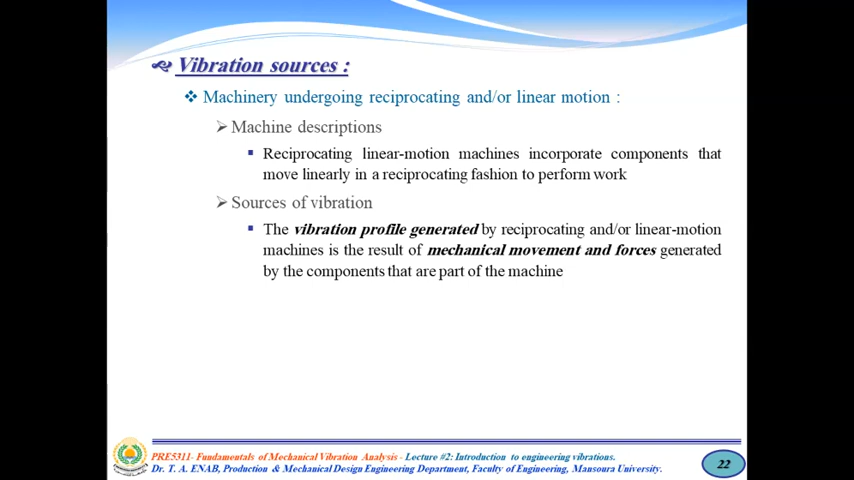 Vibration sources :
Machinery undergoing reciprocating and/or linear motion :
Machine descriptions
Reciprocating linear-motion machines incorporate components that
move linearly in a reciprocating fashion to perform work
Sources of vibration
The vibration profile generated by reciprocating and/or linear-motion
machines is the result of mechanical movement and forces generated
by the components that are part of the machine
PRE5311- Fundamentals of Mechanical Vibration Analysis - Lecture #2: Introduction to engineering vibrations.
Dr. T. A. ENAB, Production & Mechanical Design Engineering Department, Faculty of Engineering, Mansoura University.
22